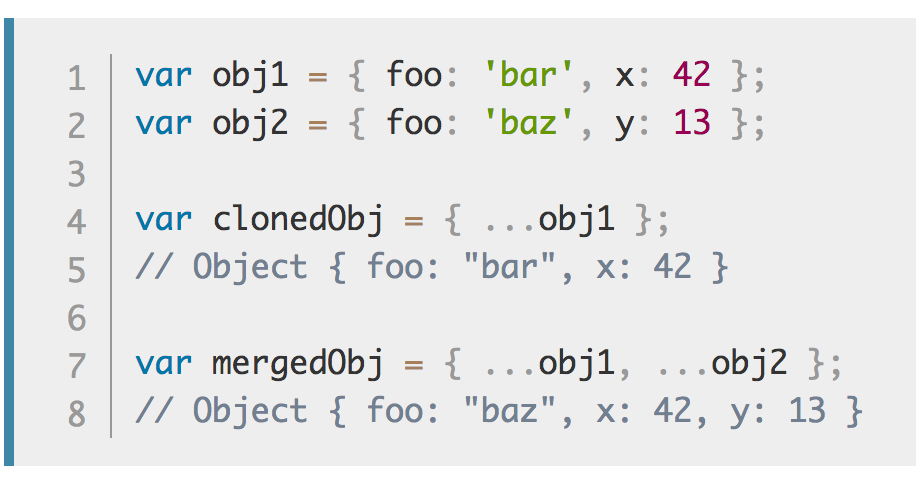 1 var obj1 = { foo: 'bar', x: 42 };
2 var obj2 = { foo: 'baz', y: 13 };
3
4 var clonedObj = { ...obj1 };
5 // Object { foo: "bar", x: 42 }
6
7 var mergedObj = { ...obj1, ...obj2 };
8 // Object { foo: "baz", x: 42, y: 13 }